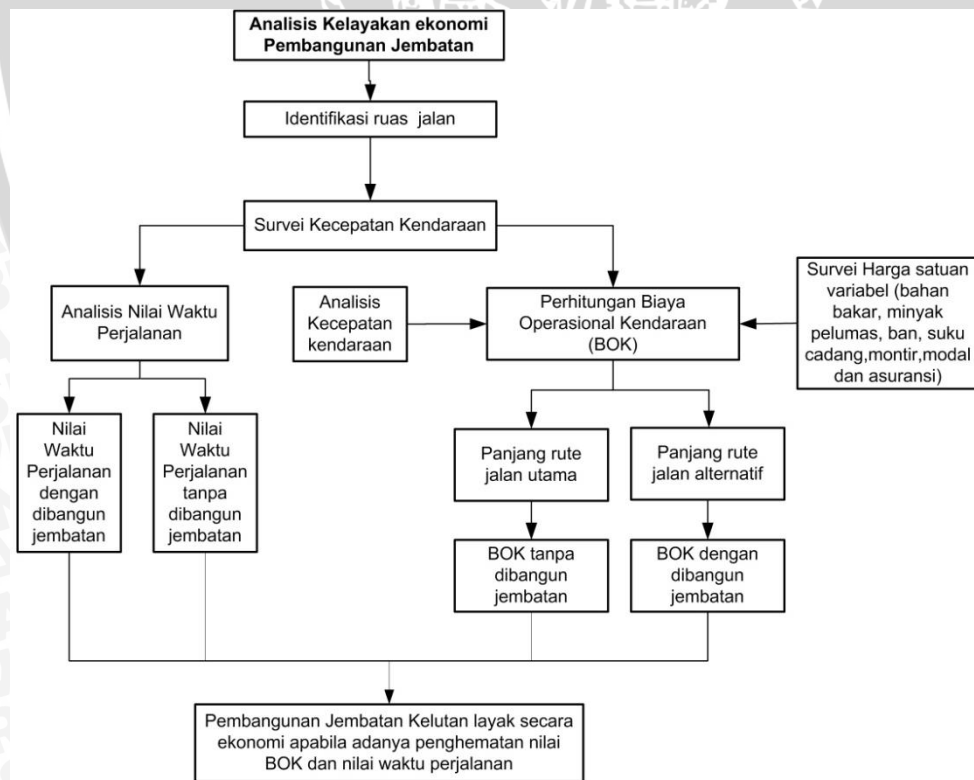 Analisis Kelayakan ekonomi
Pembangunan Jembatan
Identifikasi ruas jalan
Survei Kecepatan Kendaraan
Analisis Nilai Waktu
Perjalanan
Analisis
Kecepatan
kendaraan
Perhitungan Biaya
Operasional Kendaraan
(BOK)
Survei Harga satuan
variabel (bahan
bakar, minyak
pelumas, ban, suku
cadang,montir,modal
dan asuransi)
Nilai
Waktu
Perjalanan
dengan
dibangun
jembatan
Nilai
Waktu
Perjalanan
tanpa
dibangun
jembatan
Panjang rute
jalan utama
Panjang rute
jalan alternatif
BOK tanpa
dibangun
jembatan
BOK dengan
dibangun
jembatan
Pembangunan Jembatan Kelutan layak secara
ekonomi apabila adanya penghematan nilai
BOK dan nilai waktu perjalanan